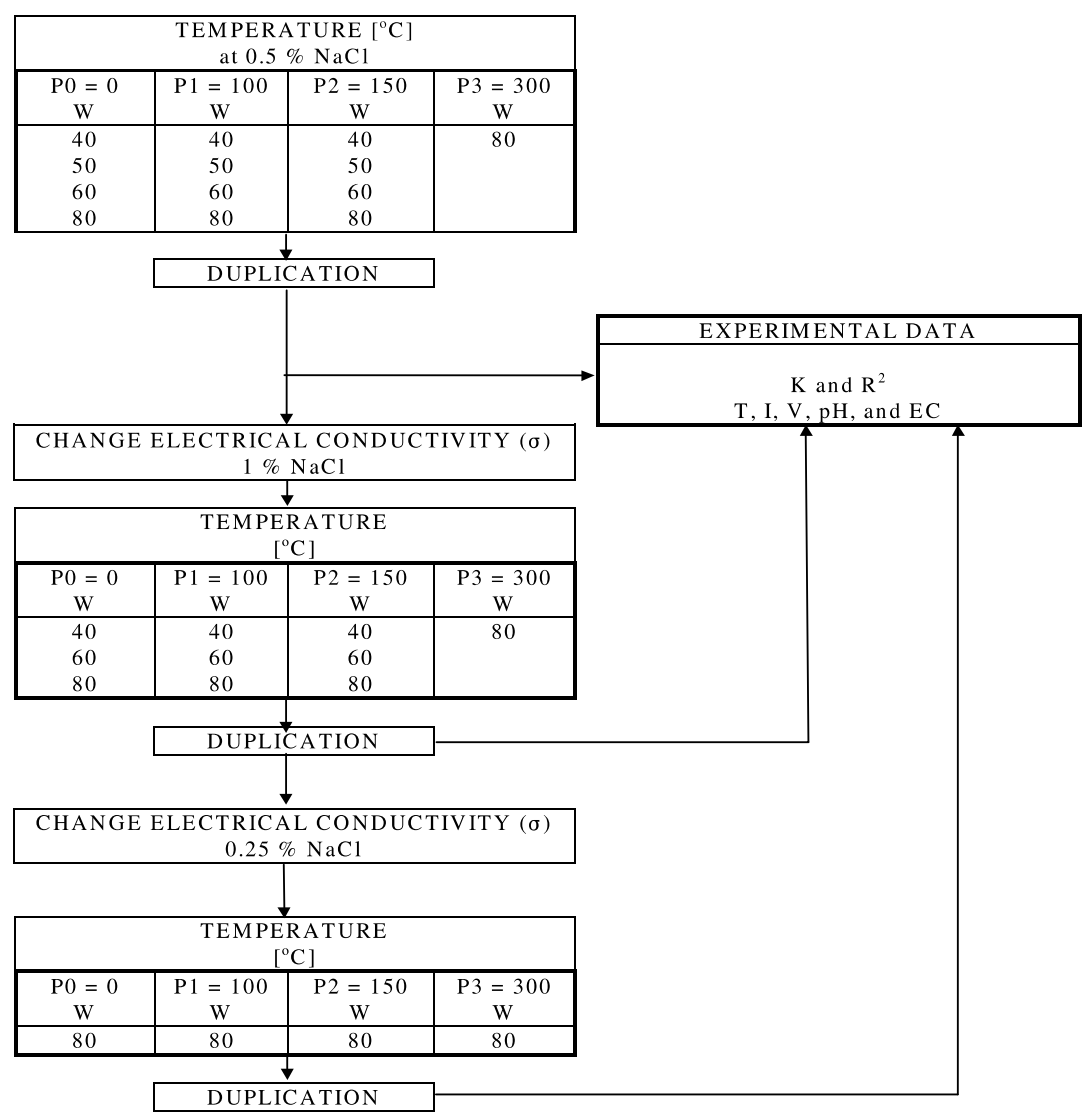 TEMPERATURE [°C]
at 0.5 % NaCl
P0 = 0 P1 = 100 P2 = 150 P3 = 300
W W W W
40 40 40 80
50 50 50
60 60 60
80 80 80
DUPLICATION
EXPERIMENTAL DATA
K and R²
T, I, V, pH, and EC
CHANGE ELECTRICAL CONDUCTIVITY (σ)
1 % NaCl
TEMPERATURE
[°C]
P0 = 0 P1 = 100 P2 = 150 P3 = 300
W W W W
40 40 40 80
60 60 60
80 80 80
DUPLICATION
CHANGE ELECTRICAL CONDUCTIVITY (σ)
0.25 % NaCl
TEMPERATURE
[°C]
P0 = 0 P1 = 100 P2 = 150 P3 = 300
W W W W
80 80 80 80
DUPLICATION